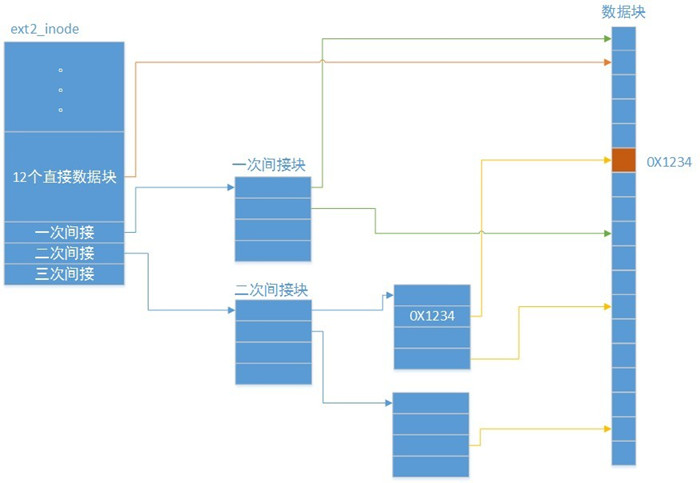 ext2_inode
。
。
。
12个直接数据块
一次间接
二次间接
三次间接
一次间接块
二次间接块
0X1234
数据块
0X1234